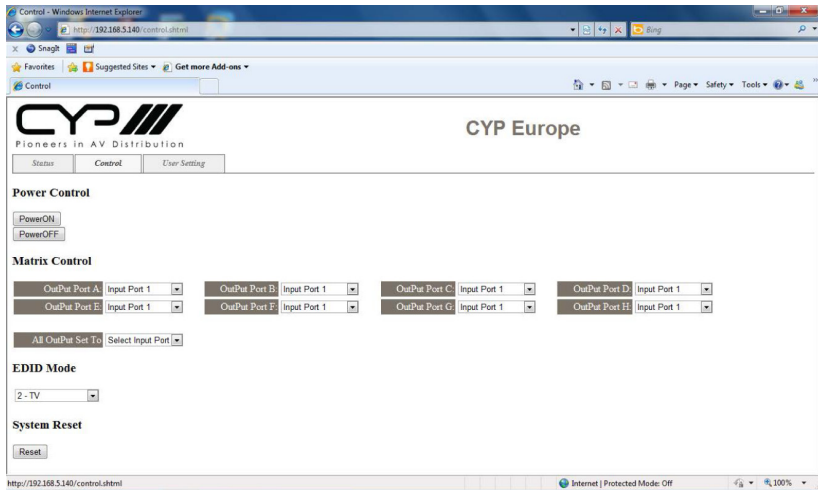 Control - Windows Internet Explorer
http://192.168.5.140/control.shtml
Bing
x SnagIt
Favorites Suggested Sites Get more Add-ons
Control
Page Safety Tools
CYP
Pioneers in AV Distribution
CYP Europe
Status Control User Setting
Power Control
PowerON
PowerOFF
Matrix Control
OutPut Port A: Input Port 1 OutPut Port B: Input Port 1 OutPut Port C: Input Port 1 OutPut Port D: Input Port 1
OutPut Port E: Input Port 1 OutPut Port F: Input Port 1 OutPut Port G: Input Port 1 OutPut Port H: Input Port 1
All OutPut Set To Select Input Port
EDID Mode
2 - TV
System Reset
Reset
http://192.168.5.140/control.shtml
Internet | Protected Mode: Off
100%